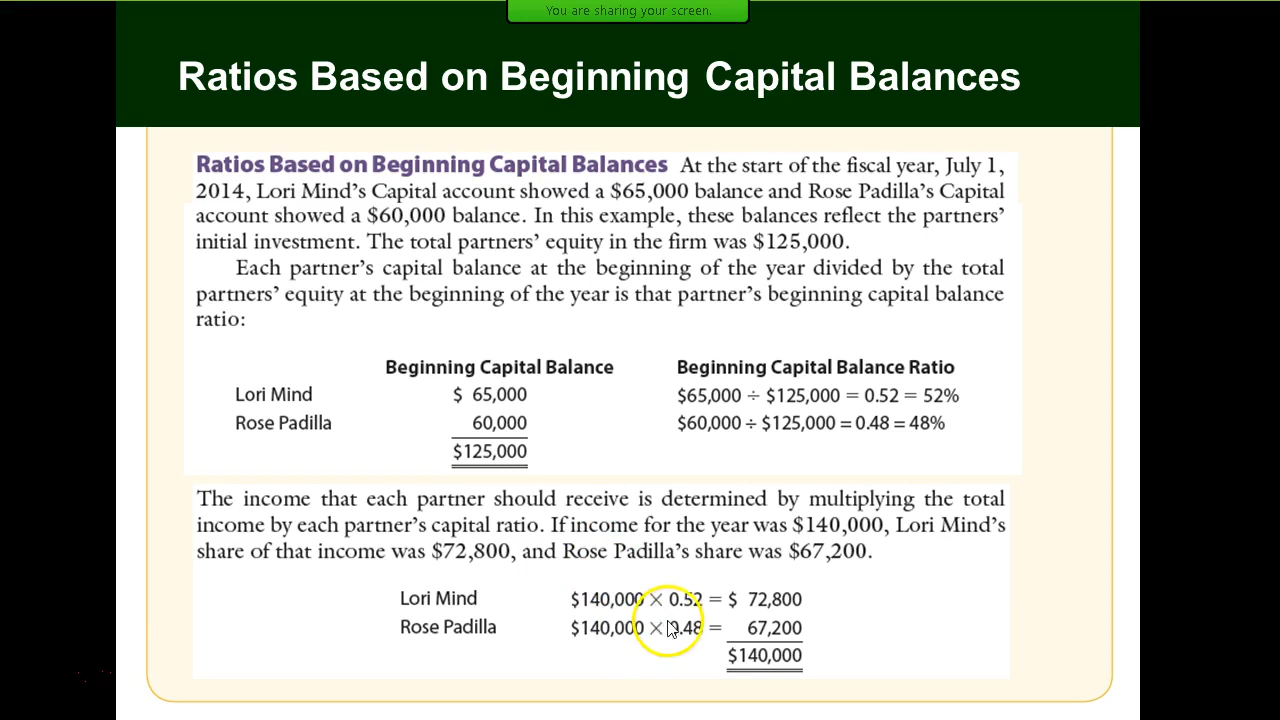 You are sharing your screen.
Ratios Based on Beginning Capital Balances
Ratios Based on Beginning Capital Balances At the start of the fiscal year, July 1,
2014, Lori Mind’s Capital account showed a $65,000 balance and Rose Padilla’s Capital
account showed a $60,000 balance. In this example, these balances reflect the partners’
initial investment. The total partners’ equity in the firm was $125,000.
Each partner’s capital balance at the beginning of the year divided by the total
partners’ equity at the beginning of the year is that partner’s beginning capital balance
ratio:
Beginning Capital Balance Beginning Capital Balance Ratio
Lori Mind $ 65,000 $65,000 ÷ $125,000 = 0.52 = 52%
Rose Padilla 60,000 $60,000 ÷ $125,000 = 0.48 = 48%
$125,000
The income that each partner should receive is determined by multiplying the total
income by each partner’s capital ratio. If income for the year was $140,000, Lori Mind’s
share of that income was $72,800, and Rose Padilla’s share was $67,200.
Lori Mind $140,000 × 0.52 = $ 72,800
Rose Padilla $140,000 × 0.48 = 67,200
$140,000